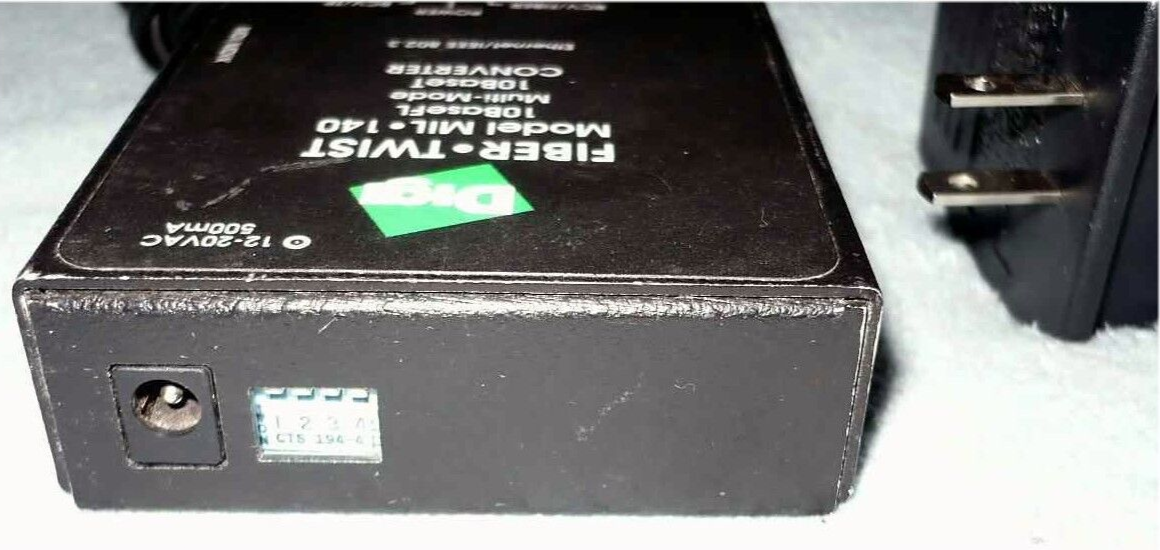 12-20VAC
500mA
Digi
FIBER•TWIST
Model MIL•140
10BaseFL
Multi-Mode
10BaseT
CONVERTER
Ethernet/IEEE 802.3
POWER
1 2 3 4
CTS 194-4